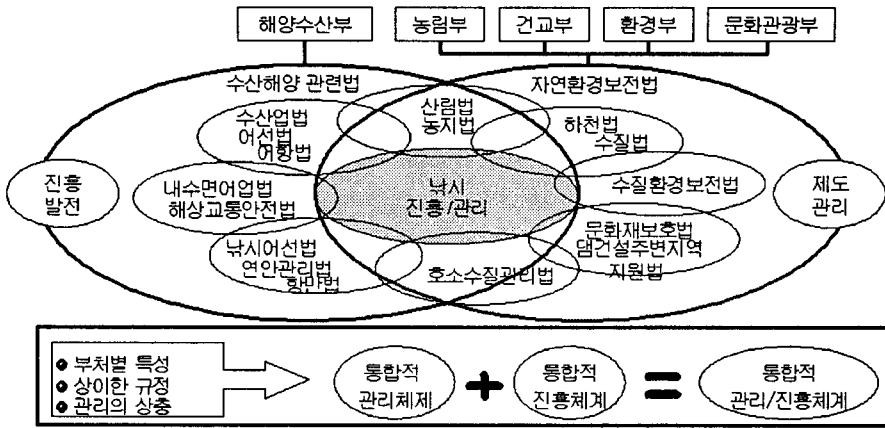 해양수산부 농림부 건교부 환경부 문화관광부
수산해양 관련법
자연환경보전법
수산업법
어선법
어항법
산림법
농지법
하천법
수질법
진흥
발전
내수면어업법
해상교통안전법
낚시
진흥/관리
수질환경보전법
제도
관리
낚시어선법
연안관리법
항만법
호소수질관리법
문화재보호법
댐건설주변지역
지원법
● 부처별 특성
● 상이한 규정
● 관리의 상충
통합적
관리체제
+
통합적
진흥체계
=
통합적
관리/진흥체계